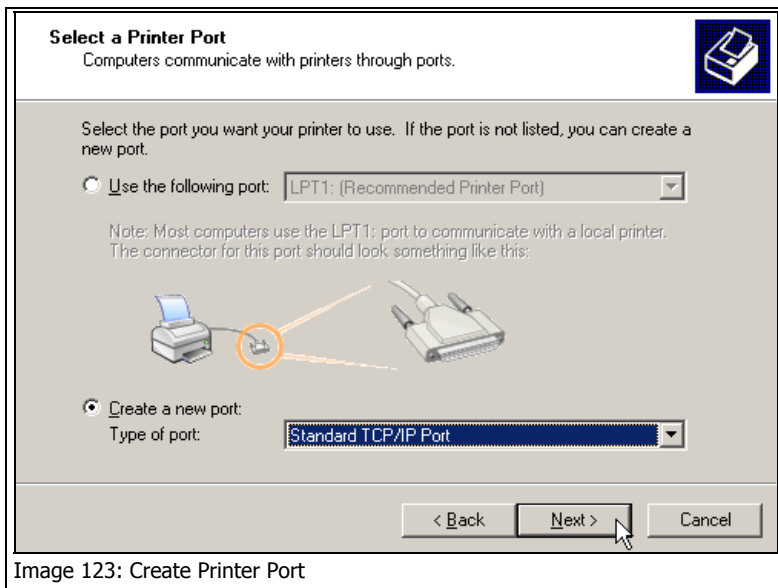 Select a Printer Port
Computers communicate with printers through ports.
Select the port you want your printer to use. If the port is not listed, you can create a
new port.
Use the following port: LPT1: (Recommended Printer Port)
Note: Most computers use the LPT1: port to communicate with a local printer.
The connector for this port should look something like this:
Create a new port:
Type of port: Standard TCP/IP Port
< Back Next > Cancel
Image 123: Create Printer Port